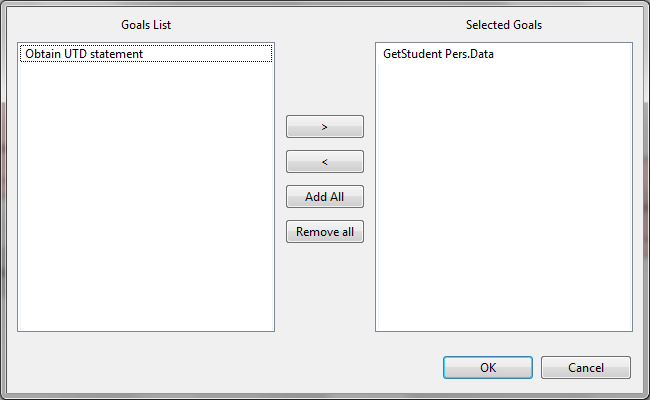 Goals List
Selected Goals
Obtain UTD statement
GetStudent Pers.Data
>
<
Add All
Remove all
OK
Cancel